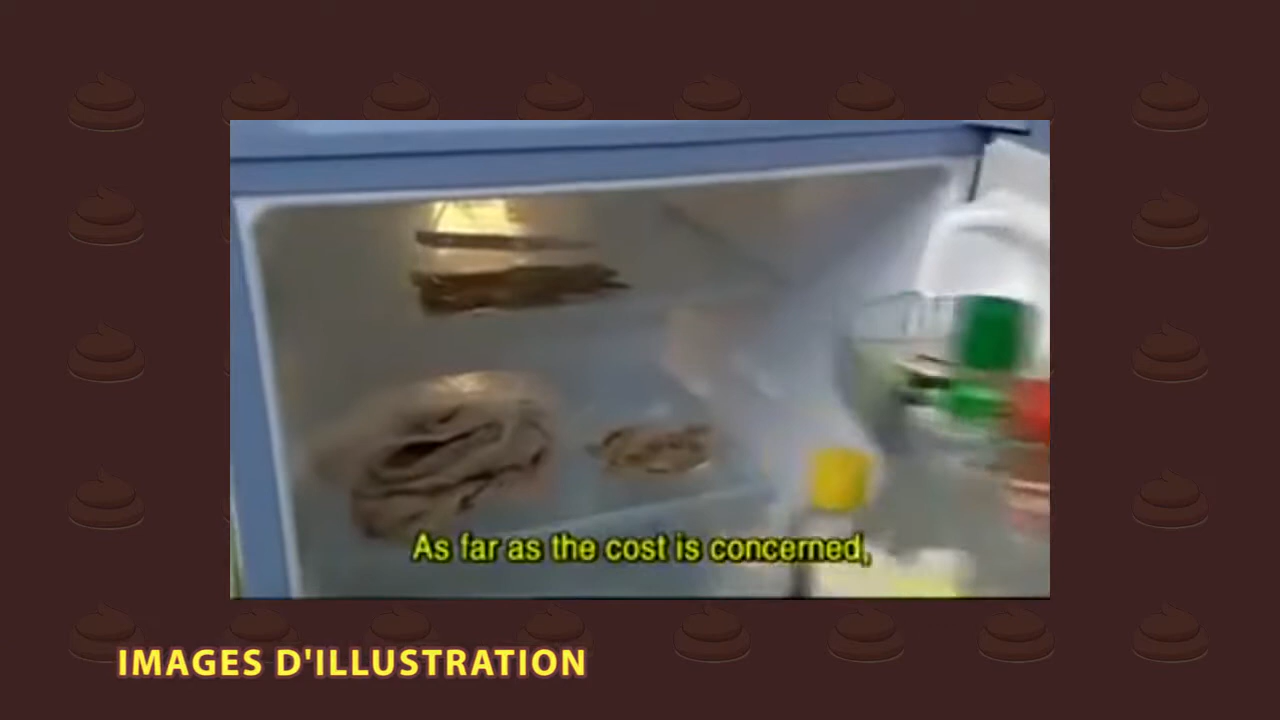 As far as the cost is concerned,
IMAGES D'ILLUSTRATION